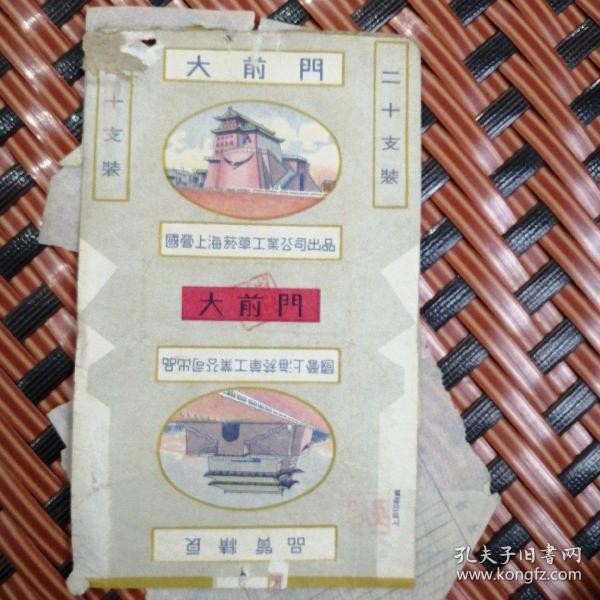 大前門
二十支裝
十支裝
國營上海菸草工業公司出品
大前門
國營上海菸草工業公司出品
品質精良
孔夫子旧书网
www.kongfz.com